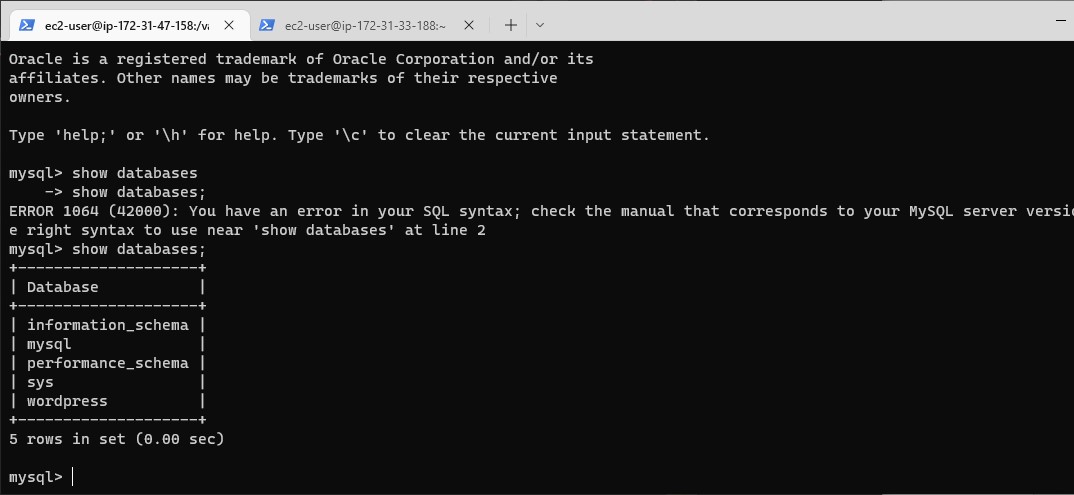 ec2-user@ip-172-31-47-158:/va
ec2-user@ip-172-31-33-188:~
Oracle is a registered trademark of Oracle Corporation and/or its
affiliates. Other names may be trademarks of their respective
owners.
Type 'help;' or '\h' for help. Type '\c' to clear the current input statement.
mysql> show databases
    -> show databases;
ERROR 1064 (42000): You have an error in your SQL syntax; check the manual that corresponds to your MySQL server versi
e right syntax to use near 'show databases' at line 2
mysql> show databases;
+--------------------+
| Database           |
+--------------------+
| information_schema |
| mysql              |
| performance_schema |
| sys                |
| wordpress          |
+--------------------+
5 rows in set (0.00 sec)
mysql>